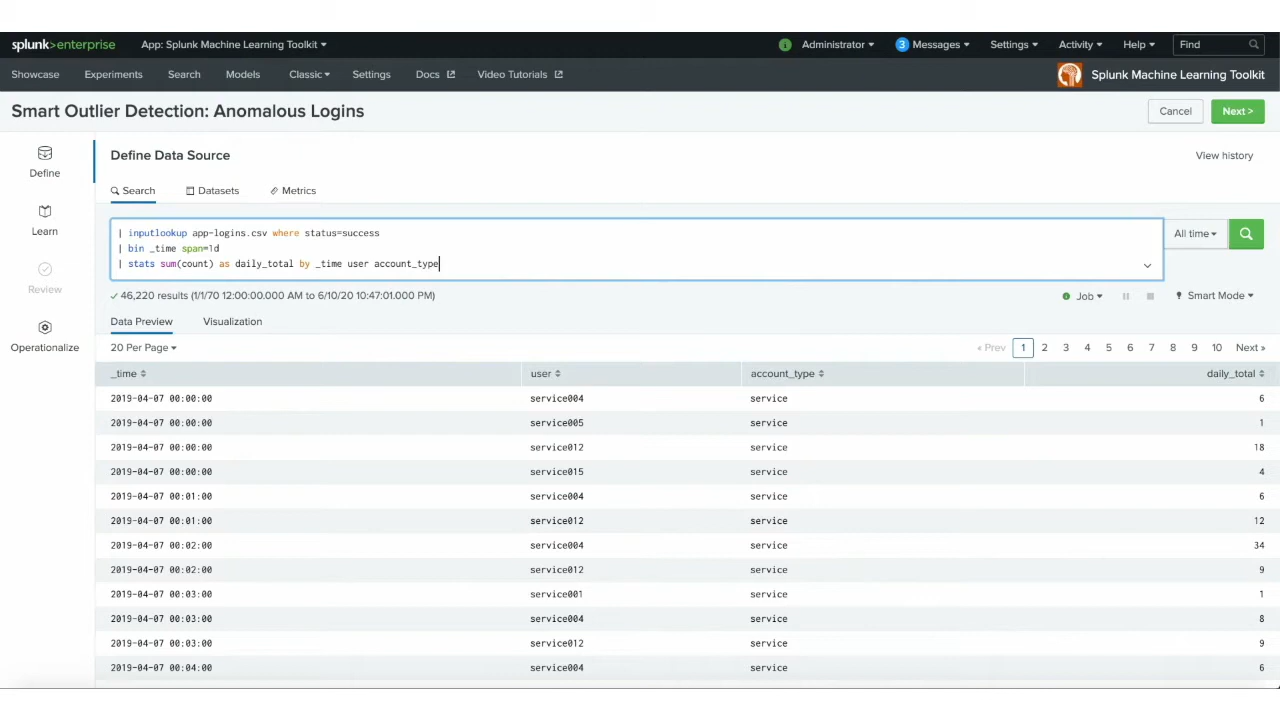 splunk>enterprise App: Splunk Machine Learning Toolkit Administrator 3 Messages Settings Activity Help Find
Showcase Experiments Search Models Classic Settings Docs Video Tutorials Splunk Machine Learning Toolkit
Smart Outlier Detection: Anomalous Logins Cancel Next >
Define
Learn
Review
Operationalize
Define Data Source View history
Search Datasets Metrics
| inputlookup app-logins.csv where status=success
| bin _time span=1d
| stats sum(count) as daily_total by _time user account_type
All time
✓ 46,220 results (1/1/70 12:00:00.000 AM to 6/10/20 10:47:01.000 PM) Job Smart Mode
Data Preview Visualization
20 Per Page « Prev 1 2 3 4 5 6 7 8 9 10 Next »
_time user account_type daily_total
2019-04-07 00:00:00 service004 service 6
2019-04-07 00:00:00 service005 service 1
2019-04-07 00:00:00 service012 service 18
2019-04-07 00:00:00 service015 service 4
2019-04-07 00:01:00 service004 service 6
2019-04-07 00:01:00 service012 service 12
2019-04-07 00:02:00 service004 service 34
2019-04-07 00:02:00 service012 service 9
2019-04-07 00:03:00 service001 service 1
2019-04-07 00:03:00 service004 service 8
2019-04-07 00:03:00 service012 service 9
2019-04-07 00:04:00 service004 service 6